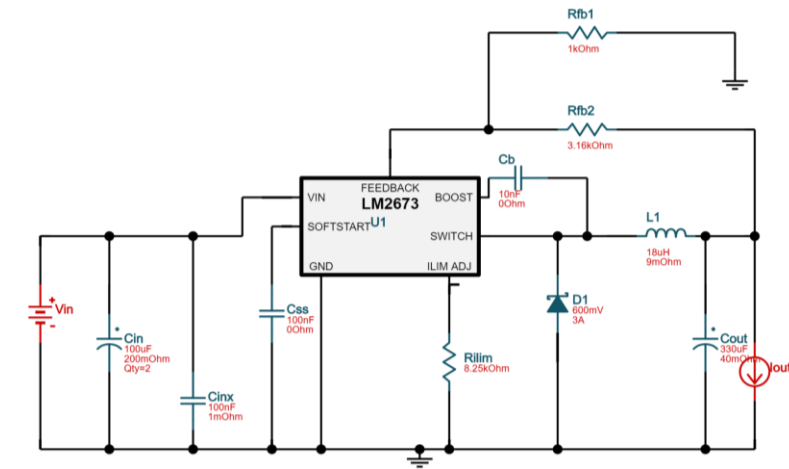 Rfb1
1kOhm
Rfb2
3.16kOhm
Cb
10nF
0Ohm
FEEDBACK
VIN
LM2673
BOOST
SOFTSTART
U1
SWITCH
GND
ILIM ADJ
L1
18uH
9mOhm
+
Vin
-
Cin
100uF
200mOhm
Qty=2
Cinx
100nF
1mOhm
Css
100nF
0Ohm
Rilim
8.25kOhm
D1
600mV
3A
Cout
330uF
40mOhm
Iout